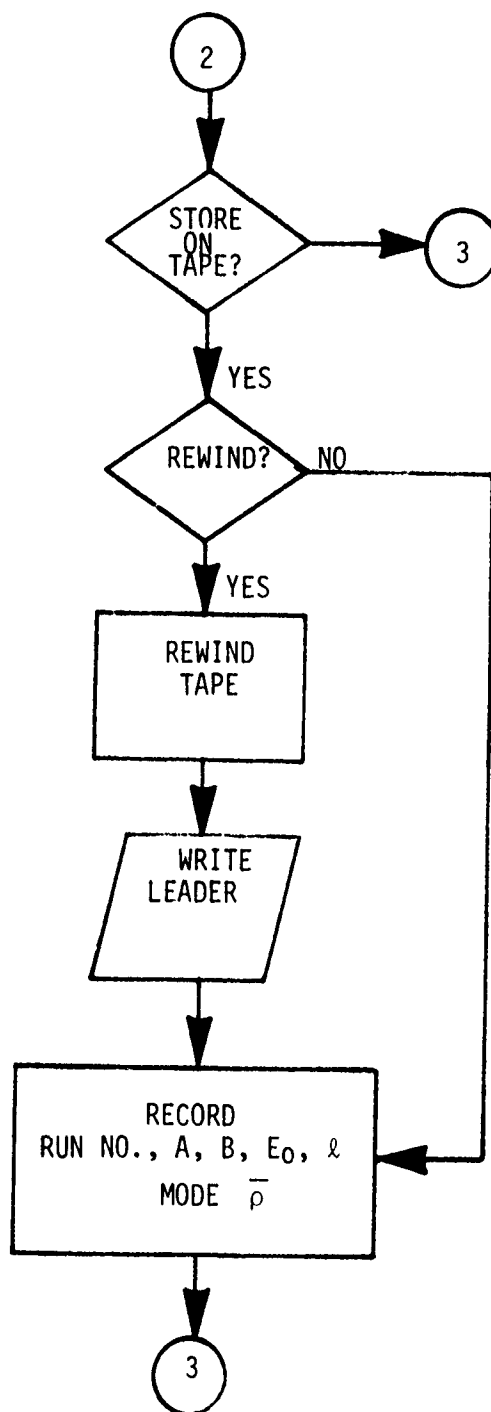 2
STORE
ON
TAPE?
3
YES
REWIND?
NO
YES
REWIND
TAPE
WRITE
LEADER
RECORD
RUN NO., A, B, E₀, ℓ
MODE ρ̅
3